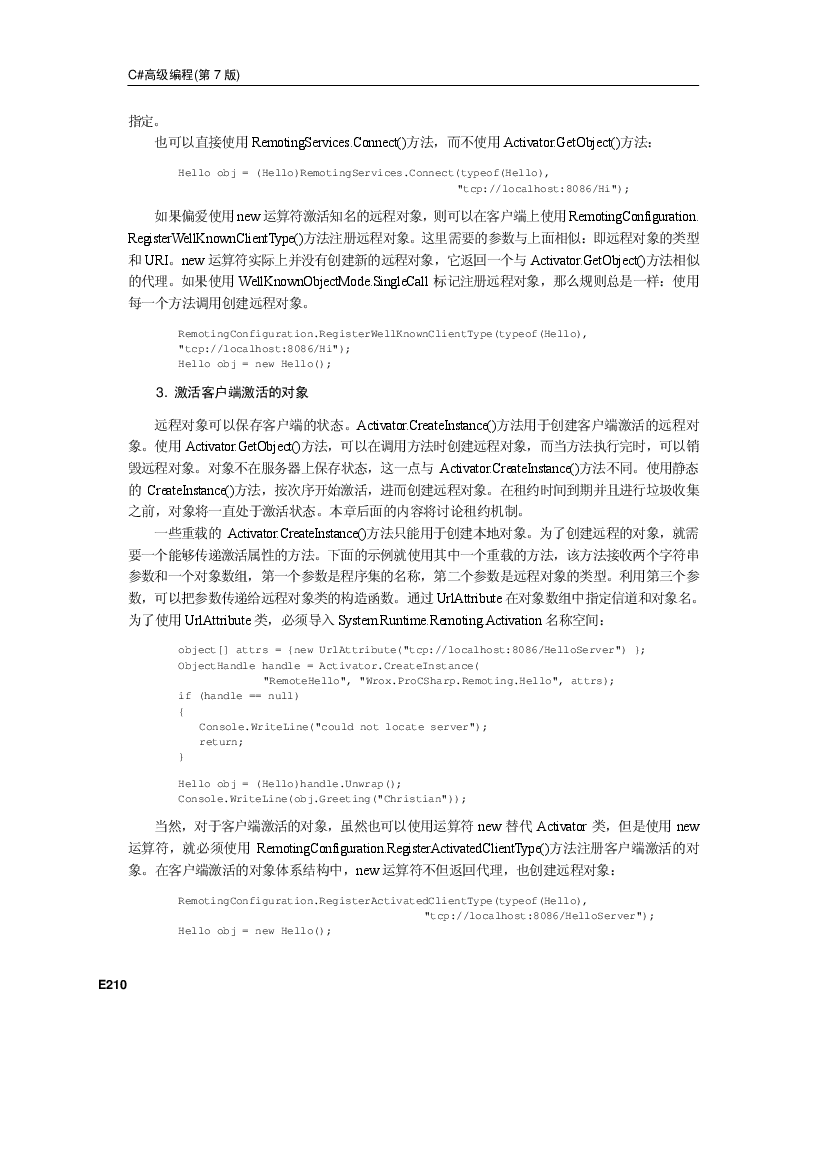 C#高级编程(第 7 版)
指定。
也可以直接使用 RemotingServices.Connect()方法，而不使用 Activator.GetObject()方法：
Hello obj = (Hello)RemotingServices.Connect(typeof(Hello),
"tcp://localhost:8086/Hi");
如果偏爱使用 new 运算符激活知名的远程对象，则可以在客户端上使用 RemotingConfiguration.
RegisterWellKnownClientType()方法注册远程对象。这里需要的参数与上面相似：即远程对象的类型
和 URI。new 运算符实际上并没有创建新的远程对象，它返回一个与 Activator.GetObject()方法相似
的代理。如果使用 WellKnownObjectMode.SingleCall 标记注册远程对象，那么规则总是一样：使用
每一个方法调用创建远程对象。
RemotingConfiguration.RegisterWellKnownClientType(typeof(Hello),
"tcp://localhost:8086/Hi");
Hello obj = new Hello();
3. 激活客户端激活的对象
远程对象可以保存客户端的状态。Activator.CreateInstance()方法用于创建客户端激活的远程对
象。使用 Activator.GetObject()方法，可以在调用方法时创建远程对象，而当方法执行完时，可以销
毁远程对象。对象不在服务器上保存状态，这一点与 Activator.CreateInstance()方法不同。使用静态
的 CreateInstance()方法，按次序开始激活，进而创建远程对象。在租约时间到期并且进行垃圾收集
之前，对象将一直处于激活状态。本章后面的内容将讨论租约机制。
一些重载的 Activator.CreateInstance()方法只能用于创建本地对象。为了创建远程的对象，就需
要一个能够传递激活属性的方法。下面的示例就使用其中一个重载的方法，该方法接收两个字符串
参数和一个对象数组，第一个参数是程序集的名称，第二个参数是远程对象的类型。利用第三个参
数，可以把参数传递给远程对象类的构造函数。通过 UrlAttribute 在对象数组中指定信道和对象名。
为了使用 UrlAttribute 类，必须导入 System.Runtime.Remoting.Activation 名称空间：
object[] attrs = {new UrlAttribute("tcp://localhost:8086/HelloServer") };
ObjectHandle handle = Activator.CreateInstance(
"RemoteHello", "Wrox.ProCSharp.Remoting.Hello", attrs);
if (handle == null)
{
Console.WriteLine("could not locate server");
return;
}
Hello obj = (Hello)handle.Unwrap();
Console.WriteLine(obj.Greeting("Christian"));
当然，对于客户端激活的对象，虽然也可以使用运算符 new 替代 Activator 类，但是使用 new
运算符，就必须使用 RemotingConfiguration.RegisterActivatedClientType()方法注册客户端激活的对
象。在客户端激活的对象体系结构中，new 运算符不但返回代理，也创建远程对象：
RemotingConfiguration.RegisterActivatedClientType(typeof(Hello),
"tcp://localhost:8086/HelloServer");
Hello obj = new Hello();
E210